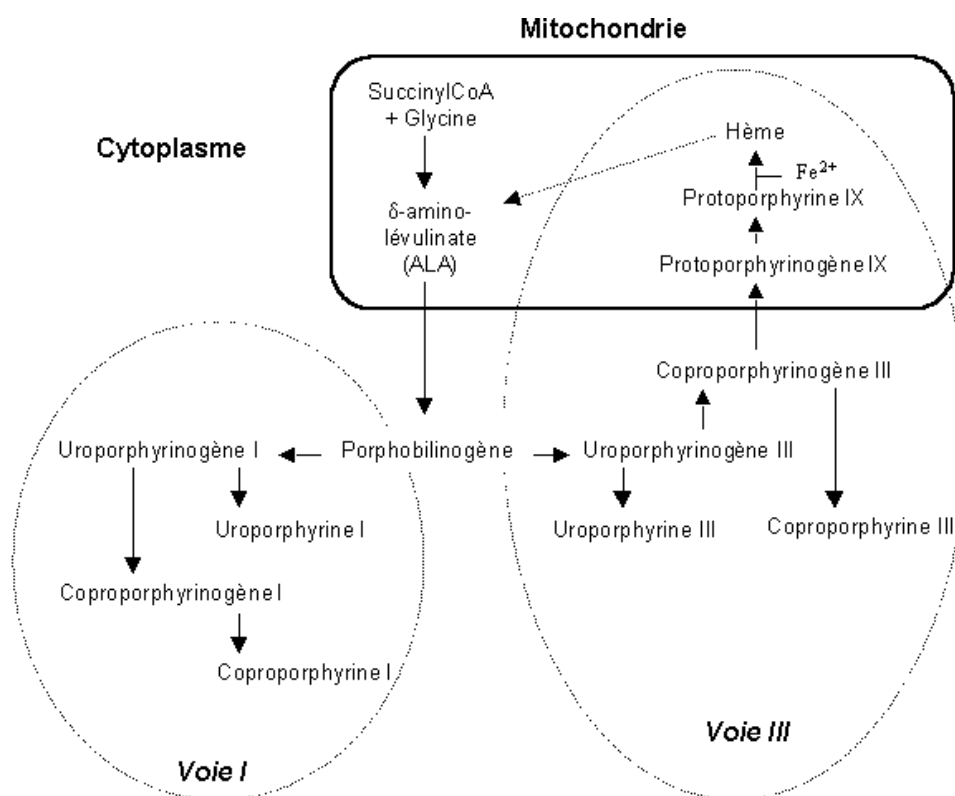 Mitochondrie
SuccinylCoA
+ Glycine
Hème
Cytoplasme
Fe2+
Protoporphyrine IX
δ-amino-
lévulinate
(ALA)
Protoporphyrinogène IX
Coproporphyrinogène III
Uroporphyrinogène I
Porphobilinogène
Uroporphyrinogène III
Uroporphyrine I
Uroporphyrine III
Coproporphyrine III
Coproporphyrinogène I
Coproporphyrine I
Voie III
Voie I